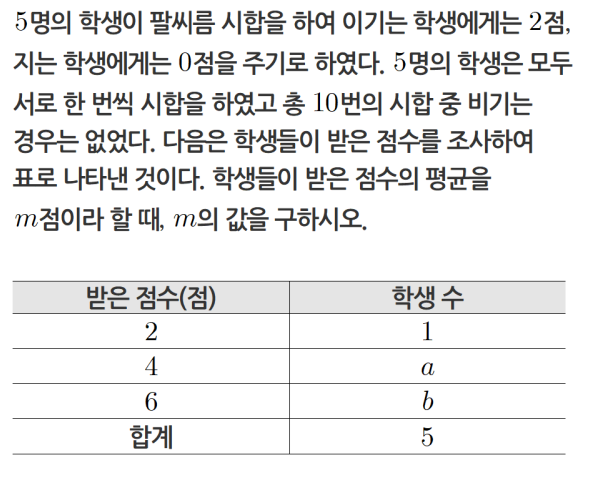 5명의 학생이 팔씨름 시합을 하여 이기는 학생에게는 2점,
지는 학생에게는 0점을 주기로 하였다. 5명의 학생은 모두
서로 한 번씩 시합을 하였고 총 10번의 시합 중 비기는
경우는 없었다. 다음은 학생들이 받은 점수를 조사하여
표로 나타낸 것이다. 학생들이 받은 점수의 평균을
m점이라 할 때, m의 값을 구하시오.
받은 점수(점) 학생 수
2 1
4 a
6 b
합계 5